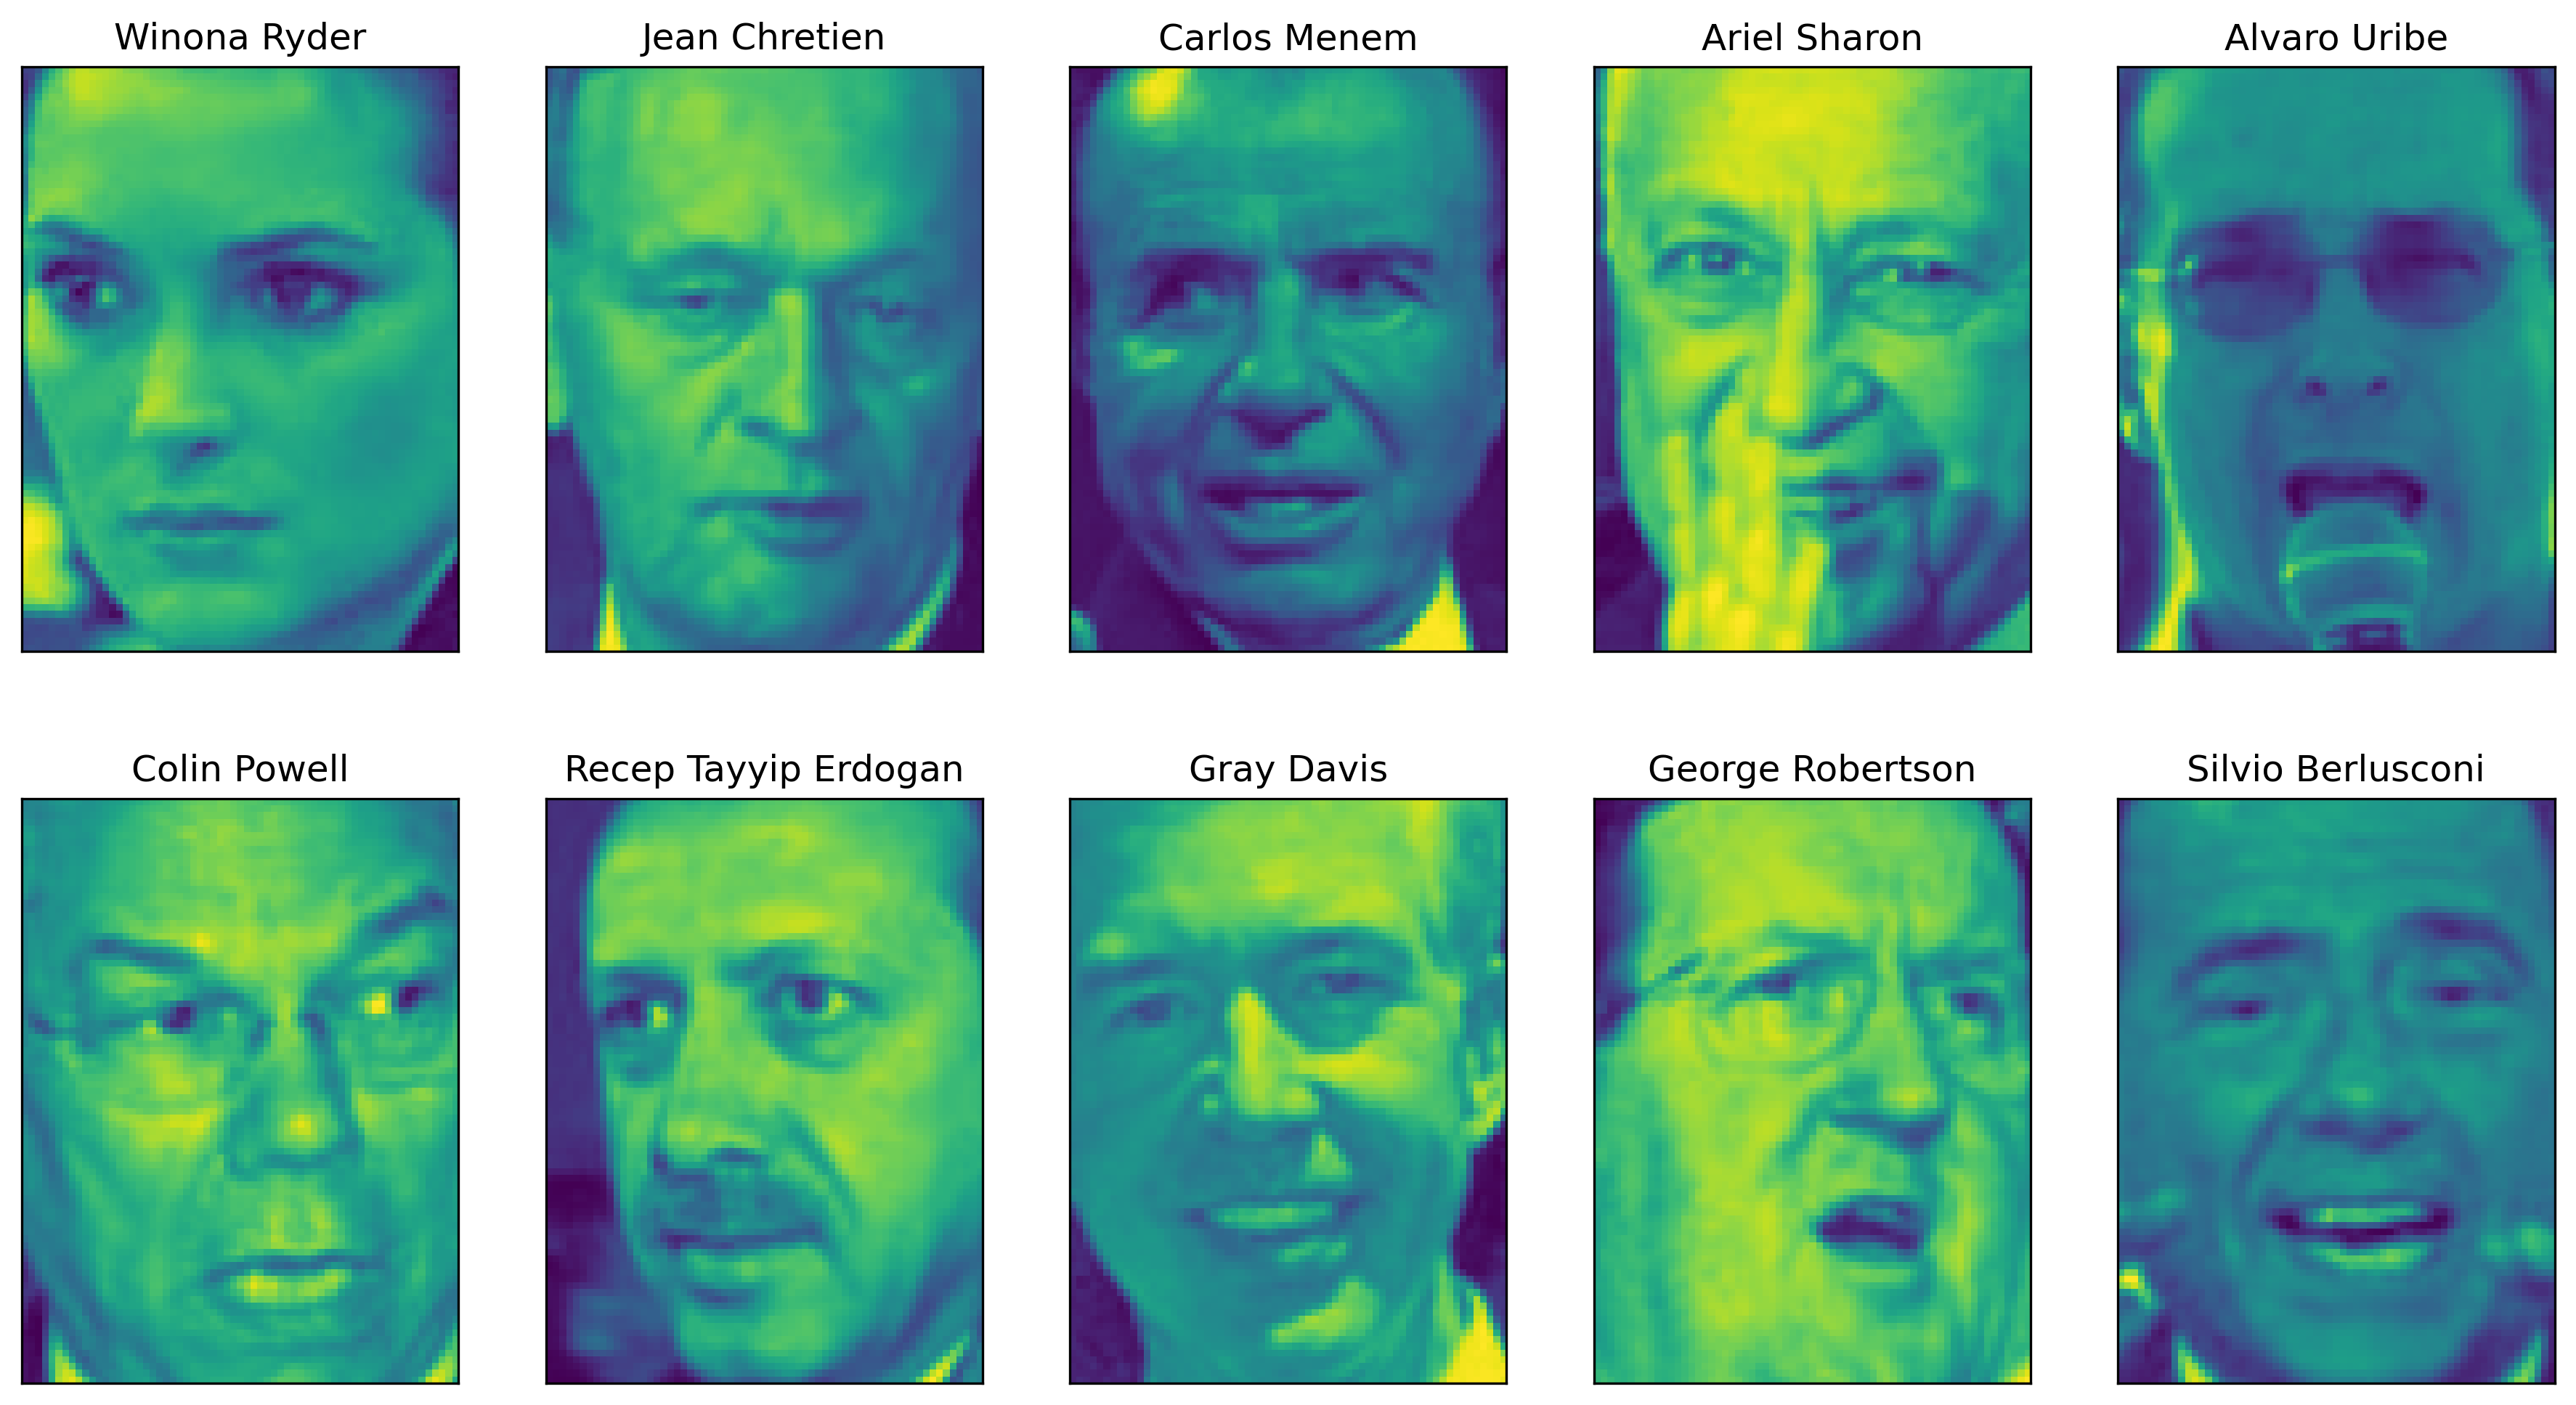 Winona Ryder
Jean Chretien
Carlos Menem
Ariel Sharon
Alvaro Uribe
Colin Powell
Recep Tayyip Erdogan
Gray Davis
George Robertson
Silvio Berlusconi